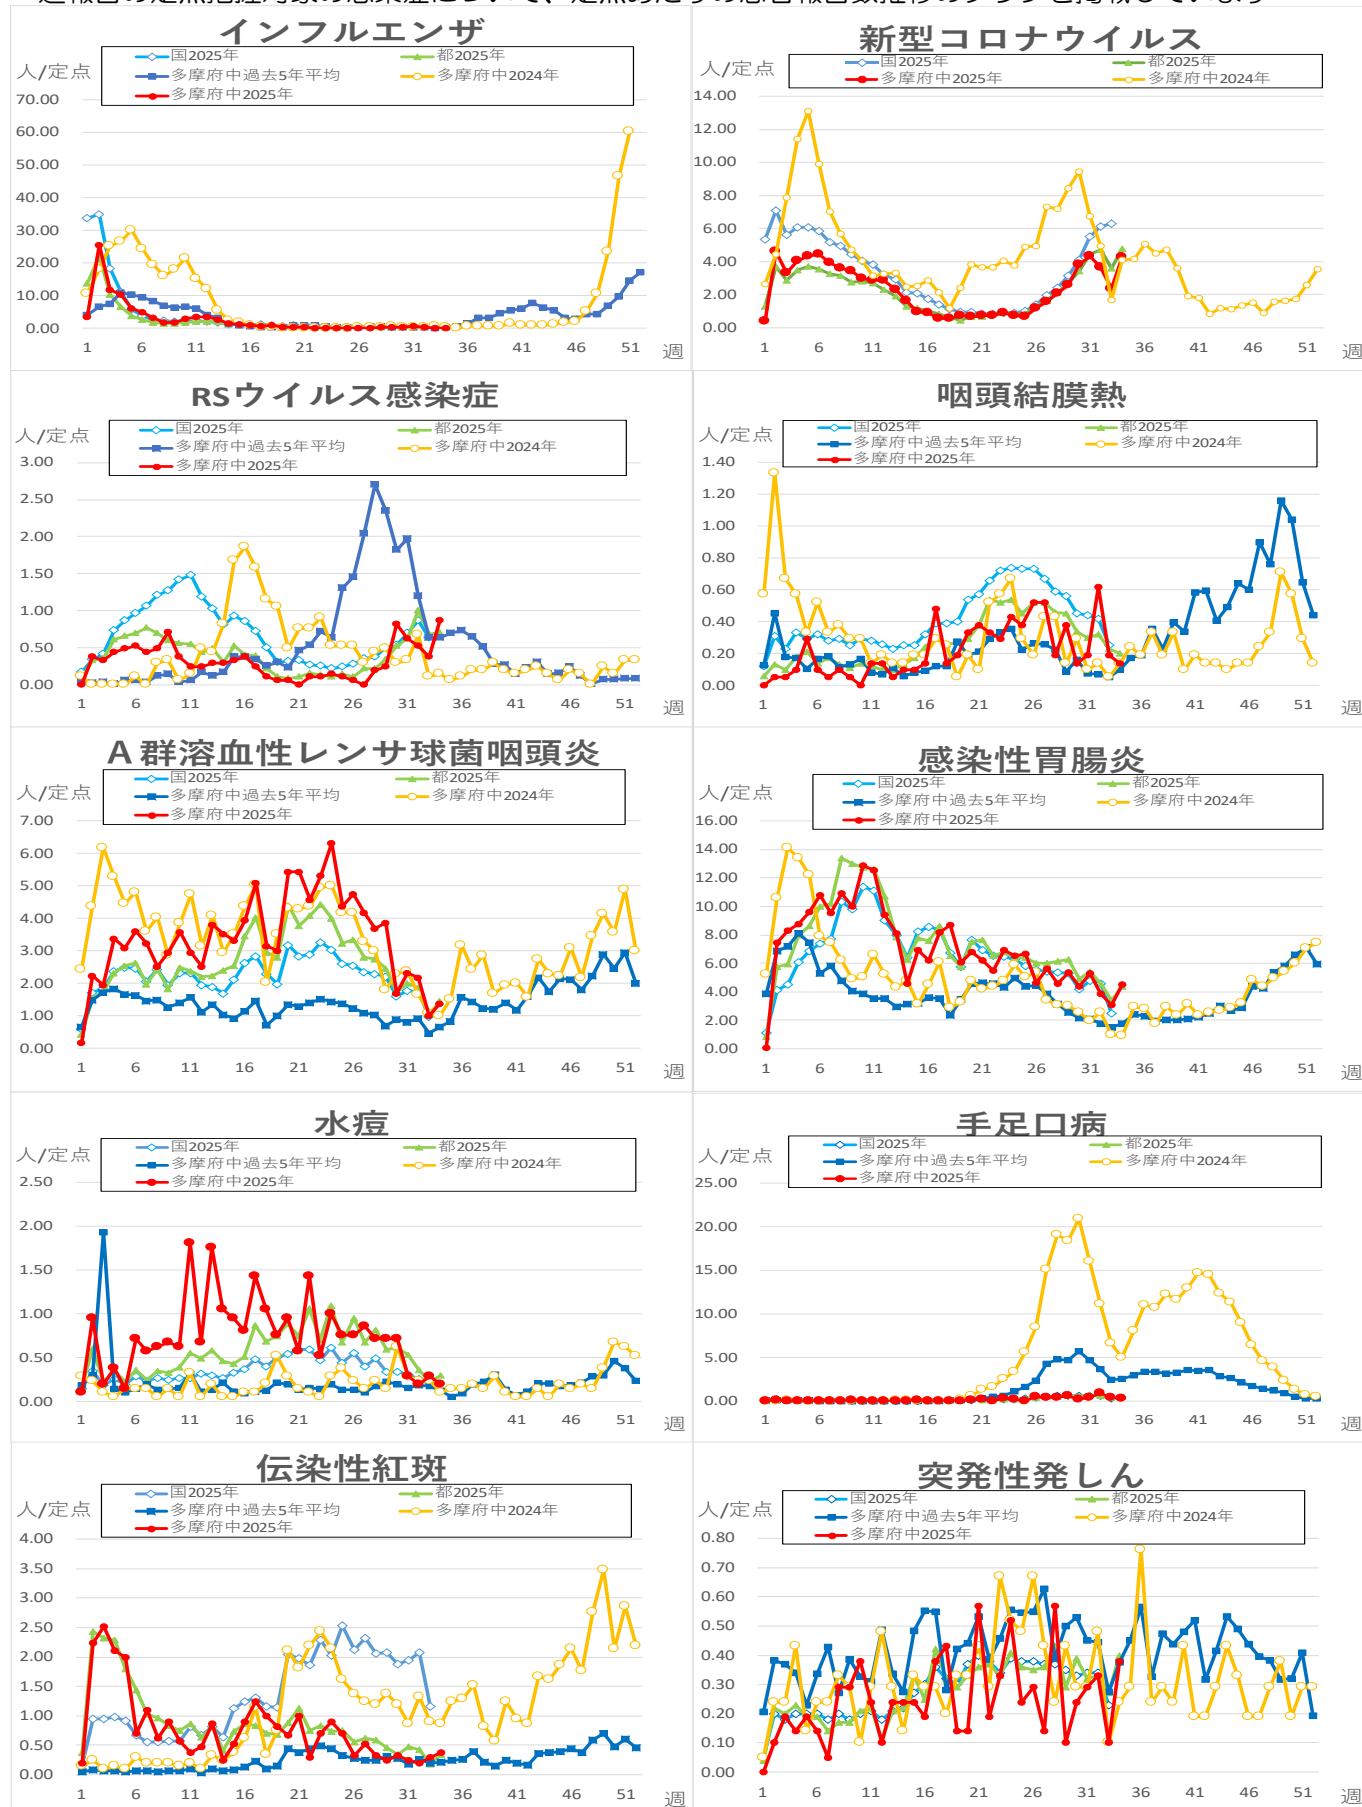 インフルエンザ
人/定点
国2025年
都2025年
多摩府中過去5年平均
多摩府中2024年
多摩府中2025年
70.00
60.00
50.00
40.00
30.00
20.00
10.00
0.00
1 6 11 16 21 26 31 36 41 46 51 週
新型コロナウイルス
人/定点
国2025年
都2025年
多摩府中2025年
多摩府中2024年
14.00
12.00
10.00
8.00
6.00
4.00
2.00
0.00
1 6 11 16 21 26 31 36 41 46 51 週
RSウイルス感染症
人/定点
国2025年
都2025年
多摩府中過去5年平均
多摩府中2024年
多摩府中2025年
3.00
2.50
2.00
1.50
1.00
0.50
0.00
1 6 11 16 21 26 31 36 41 46 51 週
咽頭結膜熱
人/定点
国2025年
都2025年
多摩府中過去5年平均
多摩府中2024年
多摩府中2025年
1.40
1.20
1.00
0.80
0.60
0.40
0.20
0.00
1 6 11 16 21 26 31 36 41 46 51 週
A群溶血性レンサ球菌咽頭炎
人/定点
国2025年
都2025年
多摩府中過去5年平均
多摩府中2024年
多摩府中2025年
7.00
6.00
5.00
4.00
3.00
2.00
1.00
0.00
1 6 11 16 21 26 31 36 41 46 51 週
感染性胃腸炎
人/定点
国2025年
都2025年
多摩府中過去5年平均
多摩府中2024年
多摩府中2025年
16.00
14.00
12.00
10.00
8.00
6.00
4.00
2.00
0.00
1 6 11 16 21 26 31 36 41 46 51 週
水痘
人/定点
国2025年
都2025年
多摩府中過去5年平均
多摩府中2024年
多摩府中2025年
2.50
2.00
1.50
1.00
0.50
0.00
1 6 11 16 21 26 31 36 41 46 51 週
手足口病
人/定点
国2025年
都2025年
多摩府中過去5年平均
多摩府中2024年
多摩府中2025年
25.00
20.00
15.00
10.00
5.00
0.00
1 6 11 16 21 26 31 36 41 46 51 週
伝染性紅斑
人/定点
国2025年
都2025年
多摩府中過去5年平均
多摩府中2024年
多摩府中2025年
4.00
3.50
3.00
2.50
2.00
1.50
1.00
0.50
0.00
1 6 11 16 21 26 31 36 41 46 51 週
突発性発しん
人/定点
国2025年
都2025年
多摩府中過去5年平均
多摩府中2024年
多摩府中2025年
0.80
0.70
0.60
0.50
0.40
0.30
0.20
0.10
0.00
1 6 11 16 21 26 31 36 41 46 51 週